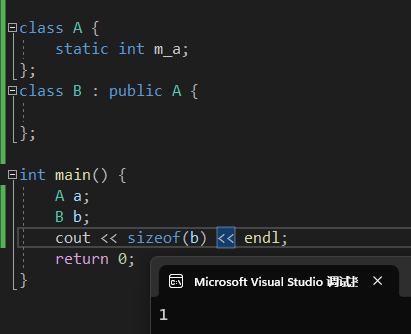 class A {
    static int m_a;
};
class B : public A {

};

int main() {
    A a;
    B b;
    cout << sizeof(b) << endl;
    return 0;
}
Microsoft Visual Studio 调试
1